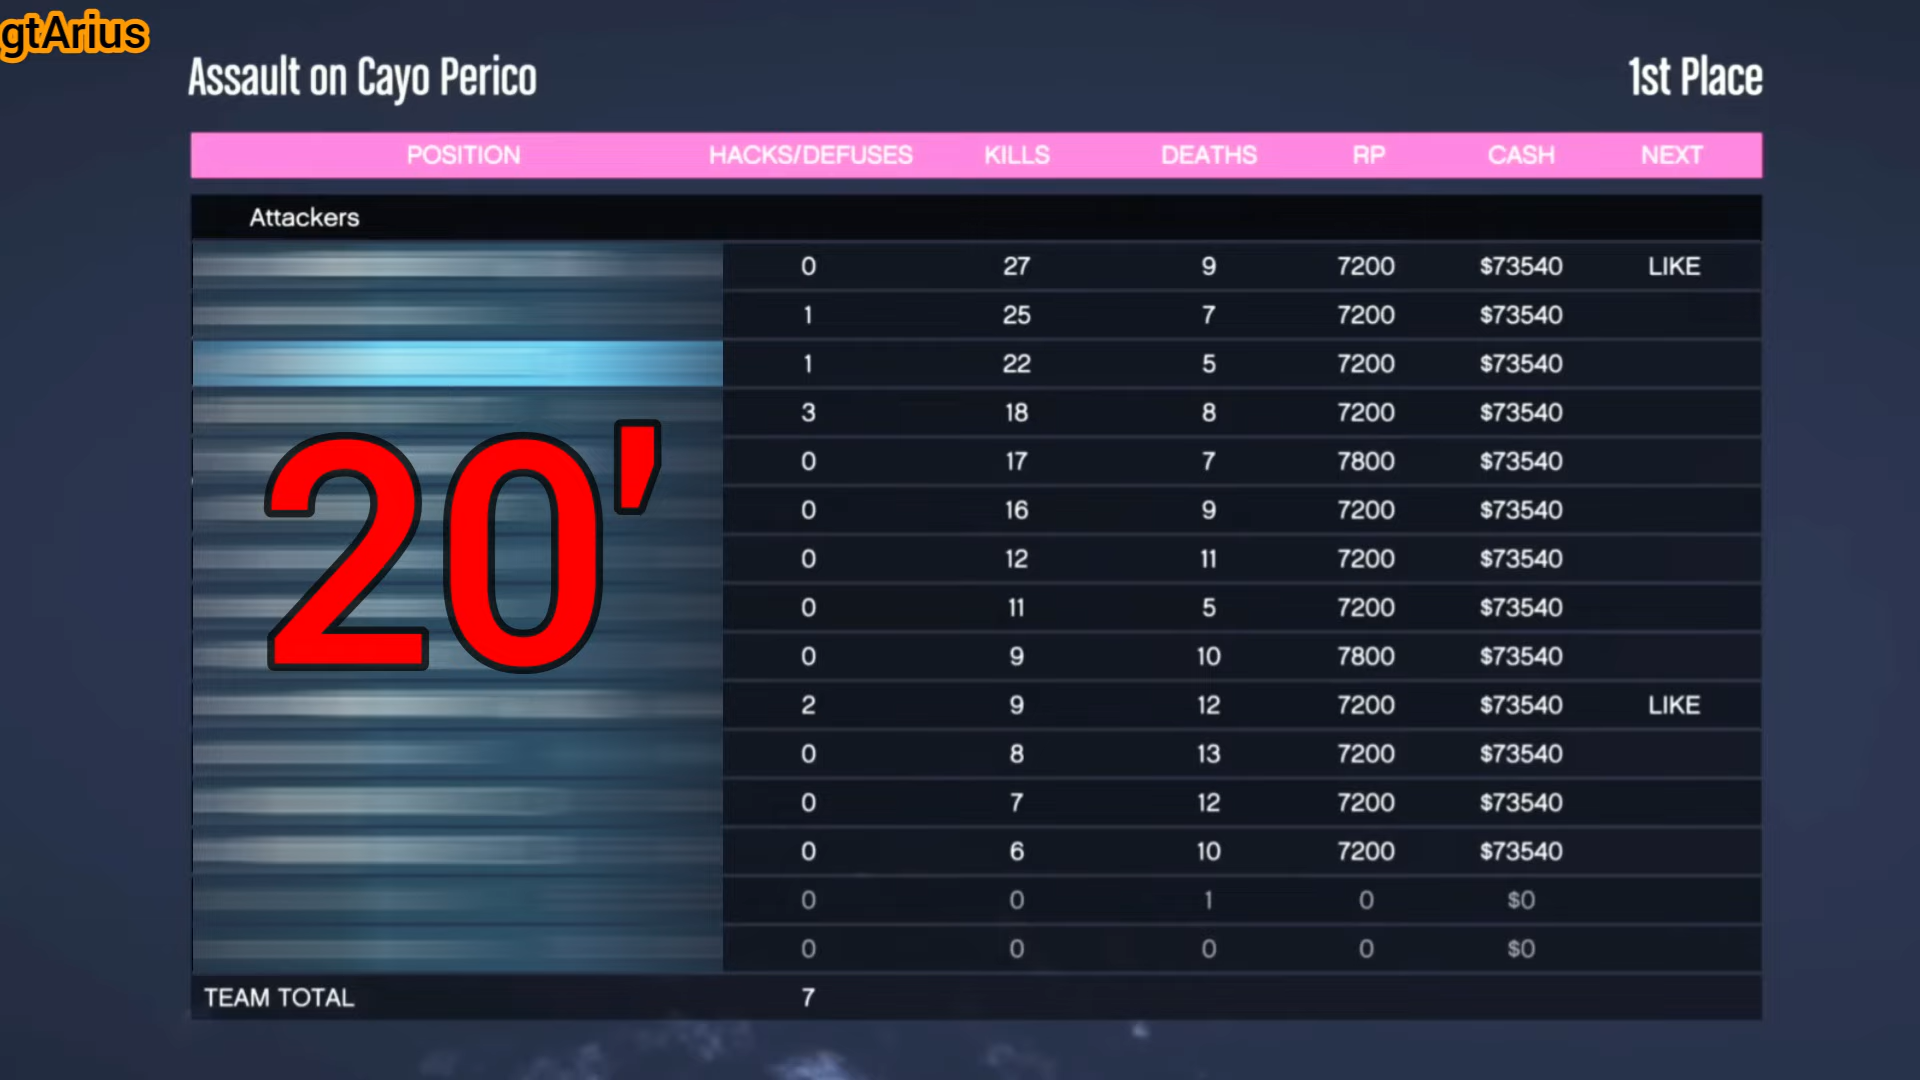 gtArius
Assault on Cayo Perico 1st Place
POSITION HACKS/DEFUSES KILLS DEATHS RP CASH NEXT
Attackers
0 27 9 7200 $73540 LIKE
1 25 7 7200 $73540
1 22 5 7200 $73540
3 18 8 7200 $73540
0 17 7 7800 $73540
0 16 9 7200 $73540
0 12 11 7200 $73540
0 11 5 7200 $73540
0 9 10 7800 $73540
2 9 12 7200 $73540 LIKE
0 8 13 7200 $73540
0 7 12 7200 $73540
0 6 10 7200 $73540
0 0 1 0 $0
0 0 0 0 $0
TEAM TOTAL 7
20'